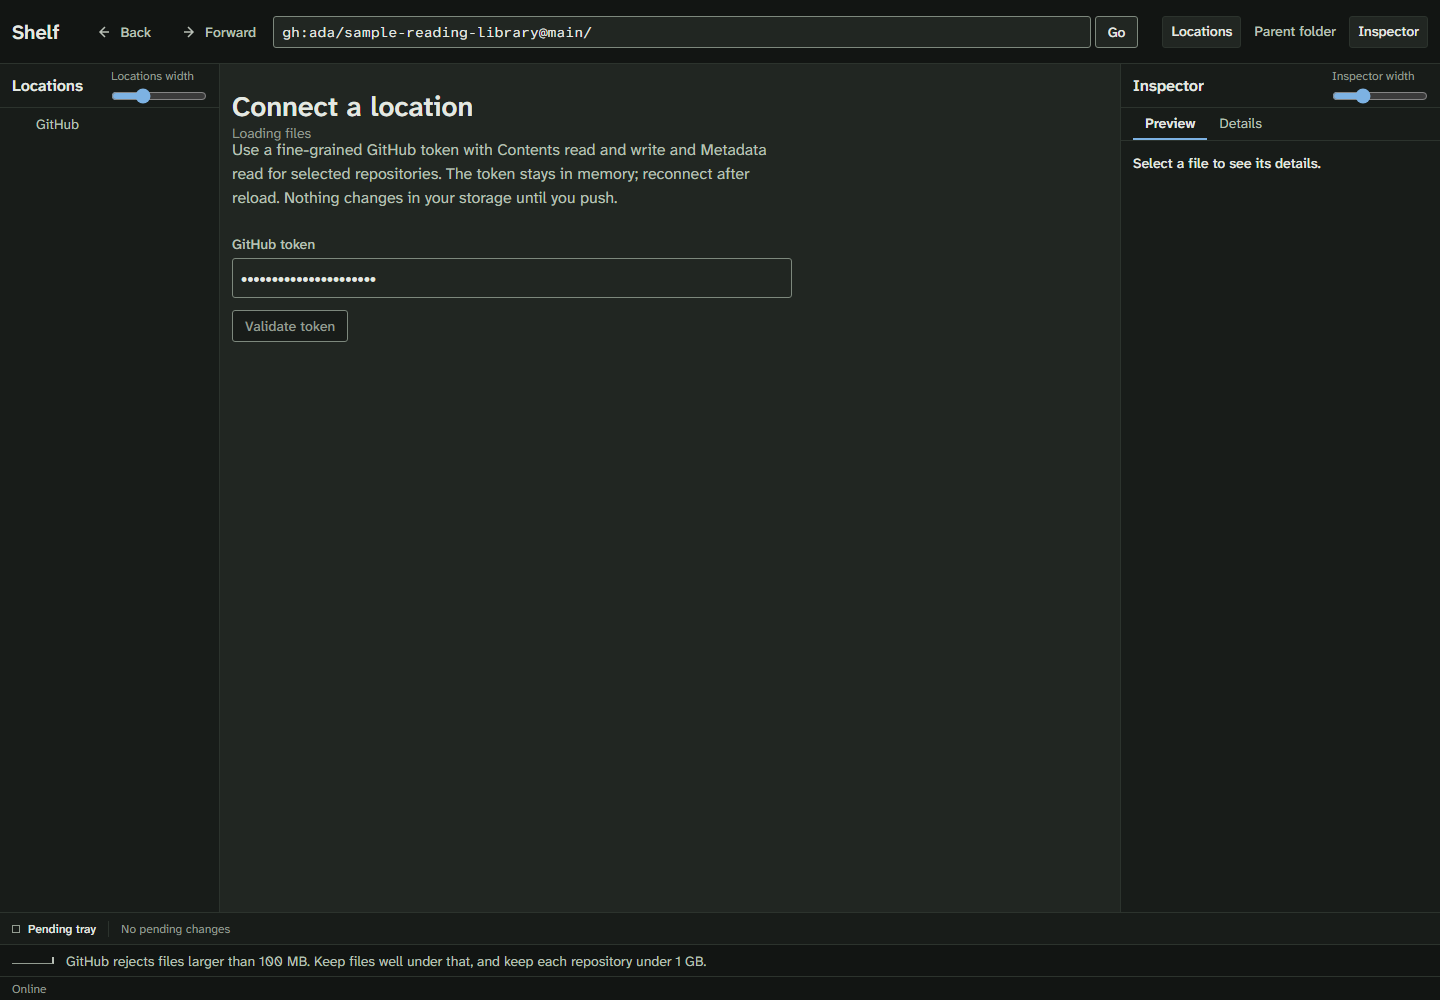 Shelf
Back
Forward
gh:ada/sample-reading-library@main/
Go
Locations
Parent folder
Inspector
Locations
Locations width
GitHub
Connect a location
Loading files
Use a fine-grained GitHub token with Contents read and write and Metadata
read for selected repositories. The token stays in memory; reconnect after
reload. Nothing changes in your storage until you push.
GitHub token
••••••••••••••••••••••
Validate token
Inspector
Inspector width
Preview
Details
Select a file to see its details.
Pending tray
No pending changes
GitHub rejects files larger than 100 MB. Keep files well under that, and keep each repository under 1 GB.
Online